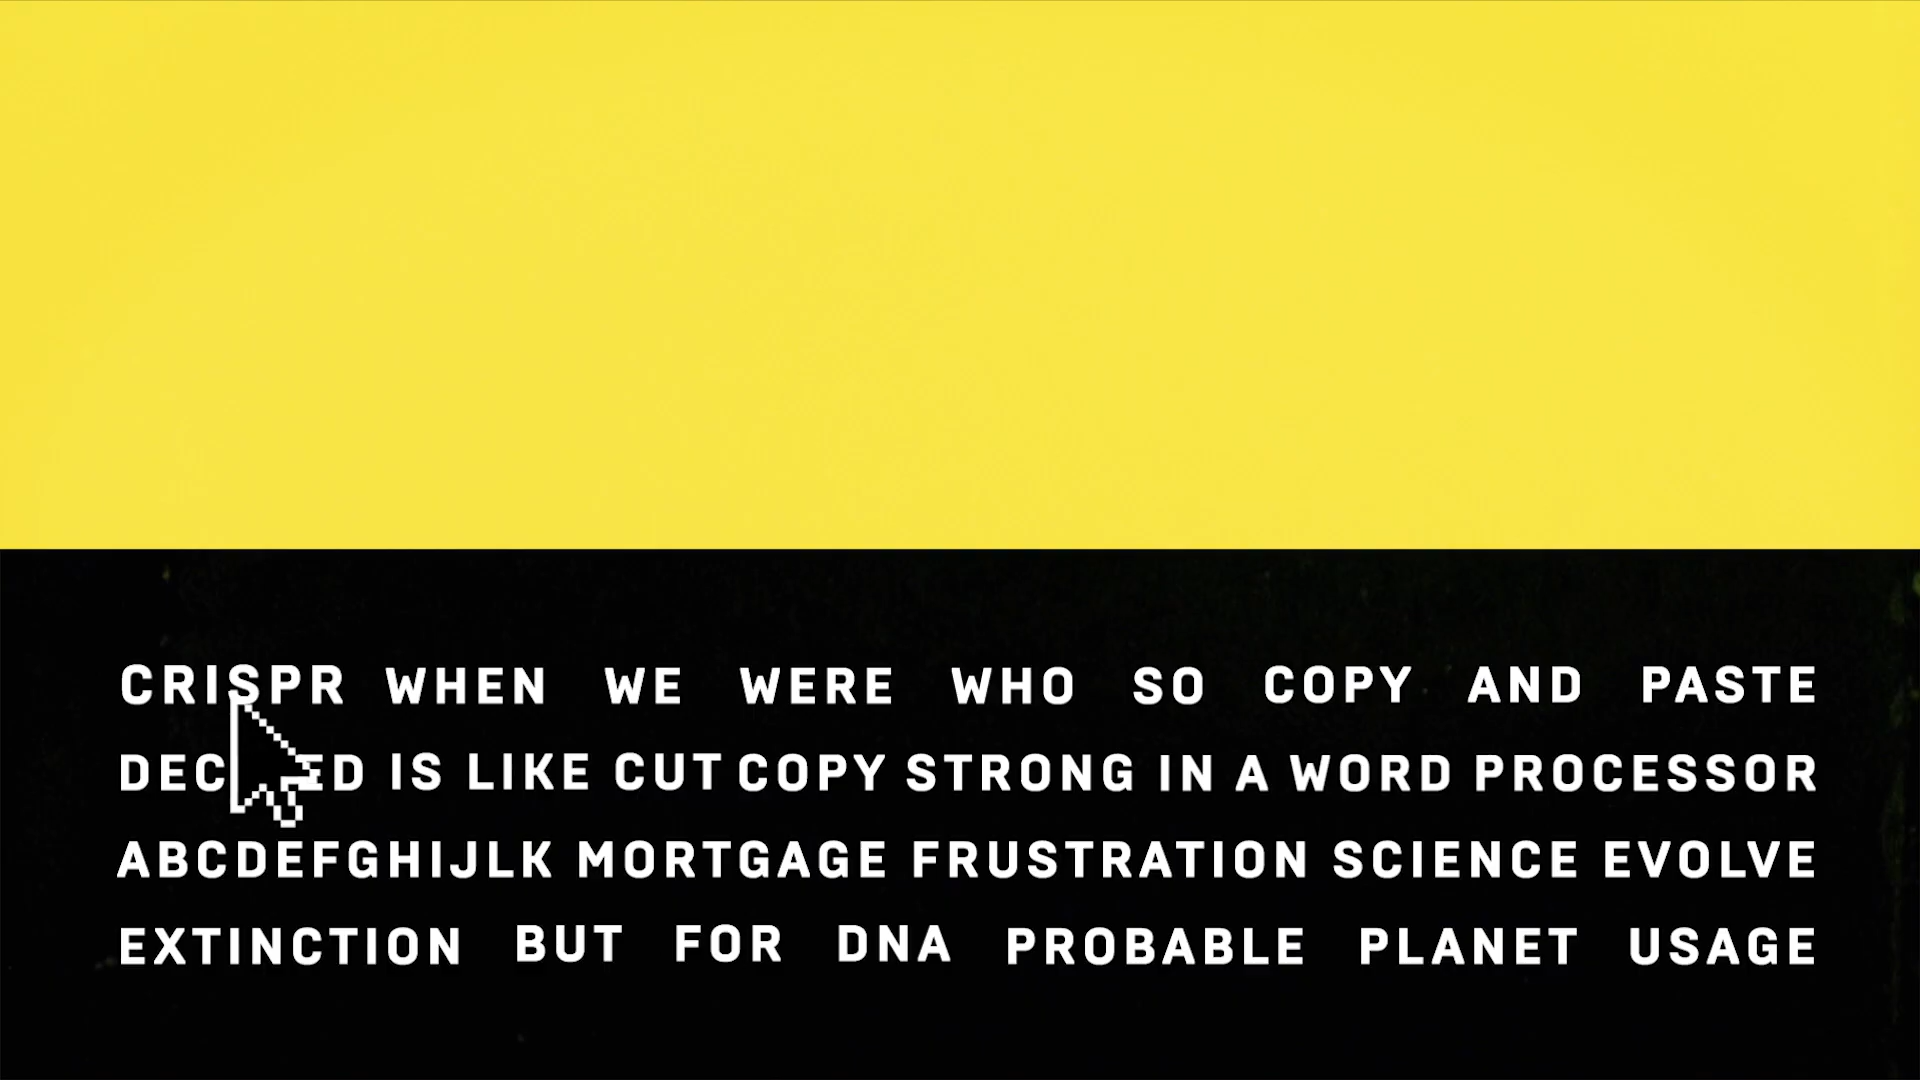 CRISPR WHEN WE WERE WHO SO COPY AND PASTE
IS LIKE CUT COPY STRONG IN A WORD PROCESSOR
ABCDEFGHIJLK MORTGAGE FRUSTRATION SCIENCE EVOLVE
EXTINCTION BUT FOR DNA PROBABLE PLANET USAGE